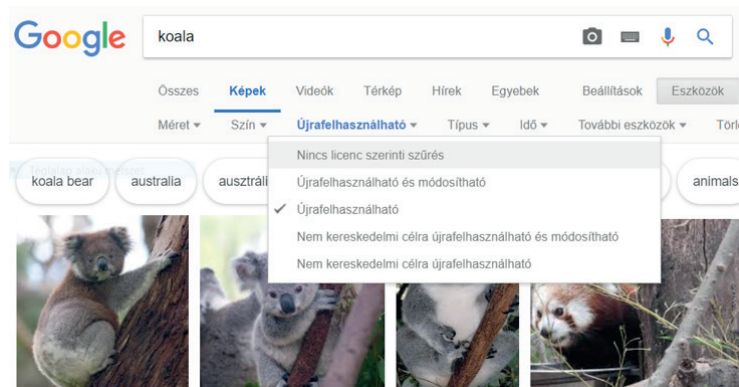 Google koala
Összes Képek Videók Térkép Hírek Egyebek Beállítások Eszközök
Méret Szín Újrafelhasználható Típus Idő További eszközök Törl
koala bear australia ausztráli animals
Nincs licenc szerinti szűrés
Újrafelhasználható és módosítható
Újrafelhasználható
Nem kereskedelmi célra újrafelhasználható és módosítható
Nem kereskedelmi célra újrafelhasználható